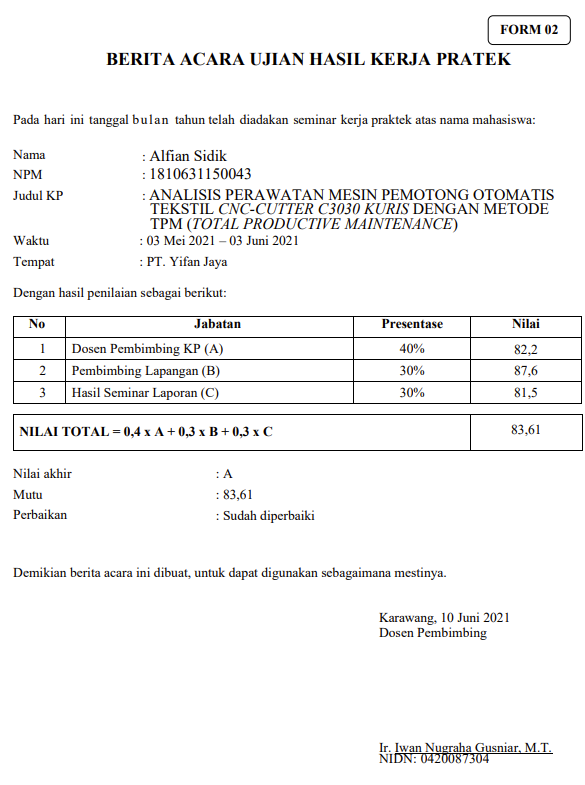 FORM 02
BERITA ACARA UJIAN HASIL KERJA PRATEK
Pada hari ini tanggal bulan tahun telah diadakan seminar kerja praktek atas nama mahasiswa:
Nama : Alfian Sidik
NPM : 1810631150043
Judul KP : ANALISIS PERAWATAN MESIN PEMOTONG OTOMATIS
TEKSTIL CNC-CUTTER C3030 KURIS DENGAN METODE
TPM (TOTAL PRODUCTIVE MAINTENANCE)
Waktu : 03 Mei 2021 – 03 Juni 2021
Tempat : PT. Yifan Jaya
Dengan hasil penilaian sebagai berikut:
No Jabatan Presentase Nilai
1 Dosen Pembimbing KP (A) 40% 82,2
2 Pembimbing Lapangan (B) 30% 87,6
3 Hasil Seminar Laporan (C) 30% 81,5
NILAI TOTAL = 0,4 x A + 0,3 x B + 0,3 x C 83,61
Nilai akhir : A
Mutu : 83,61
Perbaikan : Sudah diperbaiki
Demikian berita acara ini dibuat, untuk dapat digunakan sebagaimana mestinya.
Karawang, 10 Juni 2021
Dosen Pembimbing
Ir. Iwan Nugraha Gusniar, M.T.
NIDN: 0420087304